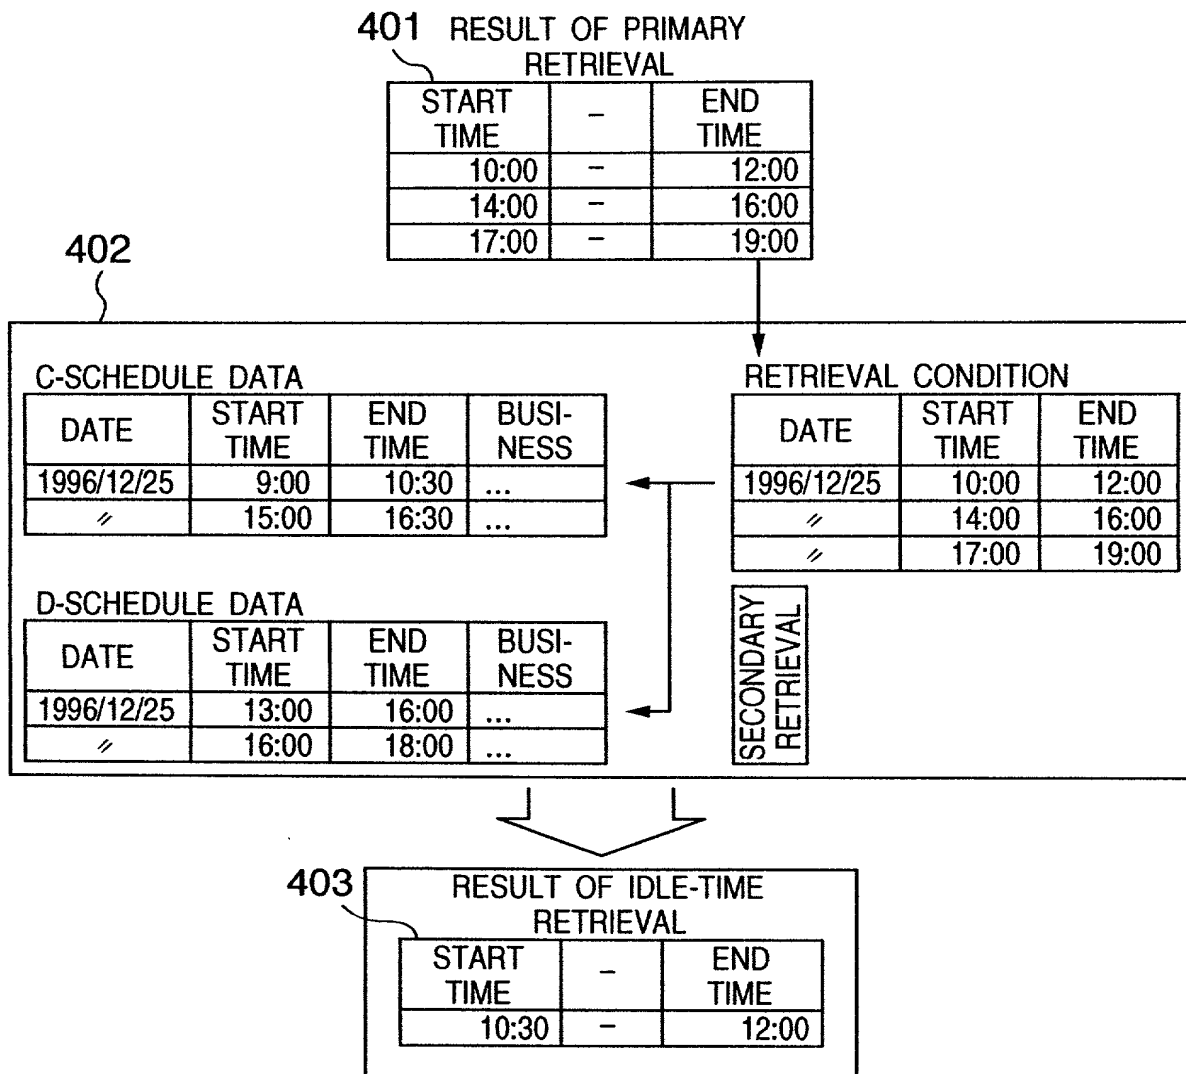 401 RESULT OF PRIMARY
RETRIEVAL
START – END
TIME TIME
10:00 – 12:00
14:00 – 16:00
17:00 – 19:00
402
C-SCHEDULE DATA
DATE START END BUSI-
TIME TIME NESS
1996/12/25 9:00 10:30 ...
〃 15:00 16:30 ...
RETRIEVAL CONDITION
DATE START END
TIME TIME
1996/12/25 10:00 12:00
〃 14:00 16:00
〃 17:00 19:00
D-SCHEDULE DATA
DATE START END BUSI-
TIME TIME NESS
1996/12/25 13:00 16:00 ...
〃 16:00 18:00 ...
SECONDARY
RETRIEVAL
403 RESULT OF IDLE-TIME
RETRIEVAL
START – END
TIME TIME
10:30 – 12:00